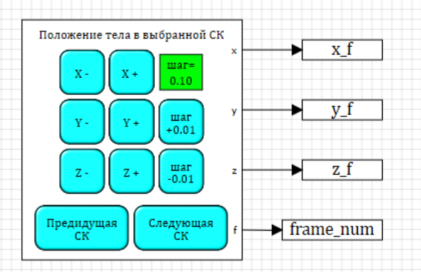 Положение тела в выбранной СК
x
x_f
X -
X +
шаг=
0.10
Y -
Y +
шаг
+0.01
y
y_f
Z -
Z +
шаг
-0.01
z
z_f
Предидущая
СК
Следующая
СК
f
frame_num